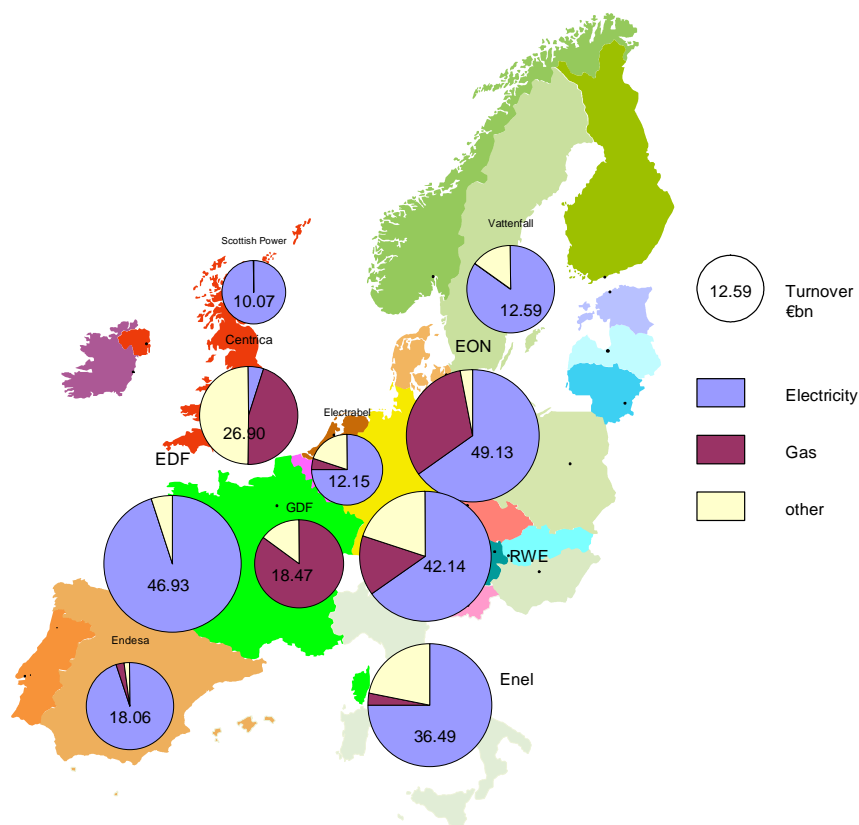 Scottish Power
10.07
Vattenfall
12.59
12.59
Turnover
€bn
Centrica
26.90
EON
49.13
Electricity
Electrabel
12.15
EDF
46.93
Gas
GDF
18.47
42.14
RWE
other
Endesa
18.06
Enel
36.49